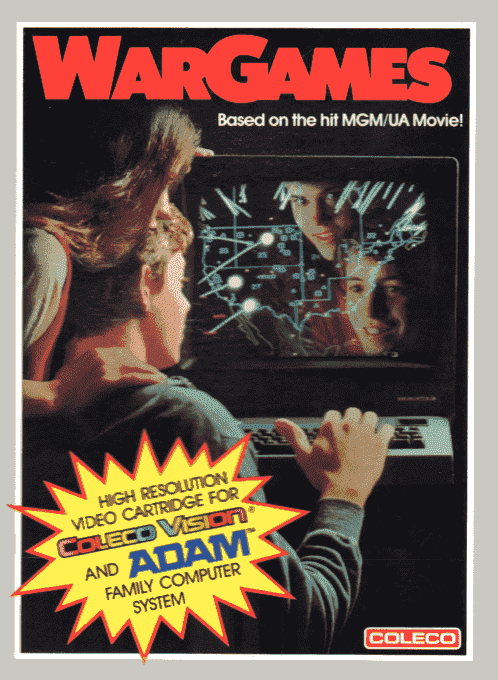 WARGAMES
Based on the hit MGM/UA Movie!
HIGH RESOLUTION
VIDEO CARTRIDGE FOR
COLECOVISION®
AND ADAM™
FAMILY COMPUTER
SYSTEM
COLECO